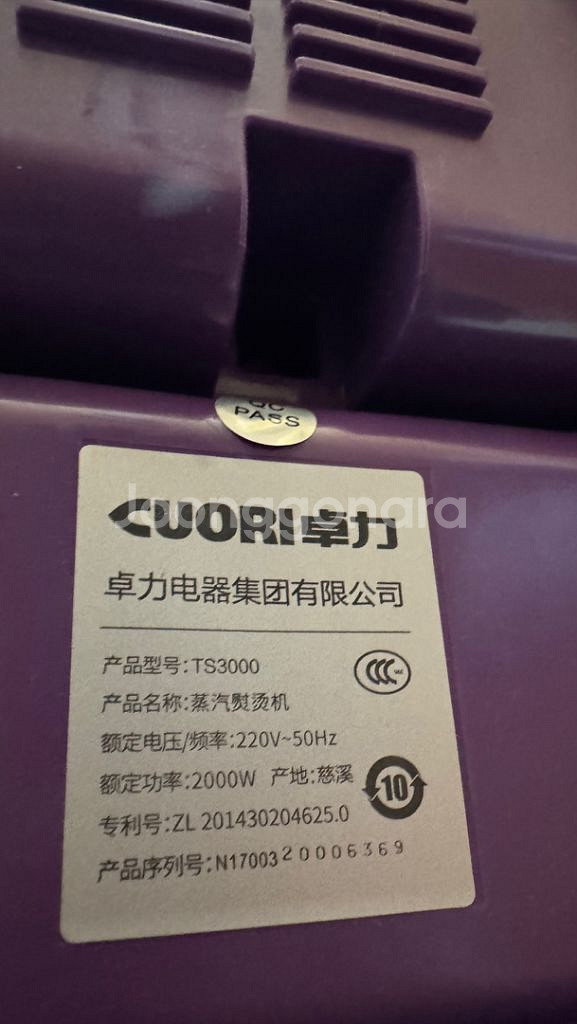 QC
PASS
CUORI卓力
Joonggonara
卓力电器集团有限公司
产品型号:TS3000
产品名称:蒸汽熨烫机
额定电压/频率:220V~50Hz
额定功率:2000W 产地:慈溪
10
专利号:ZL 201430204625.0
产品序列号:N1700320006369